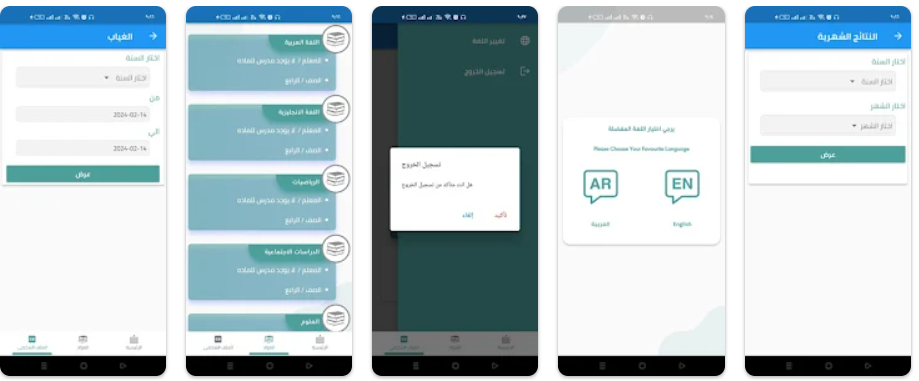 الغياب
اختار السنة
اختار السنة
من
2024-02-14
الي
2024-02-14
عرض
اللغة العربية
المعلم / لا يوجد مدرس للماده
الصف / الرابع
اللغة الانجليزية
المعلم / لا يوجد مدرس للماده
الصف / الرابع
الرياضيات
المعلم / لا يوجد مدرس للماده
الصف / الرابع
الدراسات الاجتماعية
المعلم / لا يوجد مدرس للماده
الصف / الرابع
العلوم
تغيير اللغة
تسجيل الخروج
تسجيل الخروج
هل انت متاكد من تسجيل الخروج
تأكيد
إلغاء
يرجي اختيار اللغة المفضلة
Please Choose Your Favourite Language
AR
EN
العربية
English
النتائج الشهرية
اختار السنة
اختار السنة
اختار الشهر
اختار الشهر
عرض